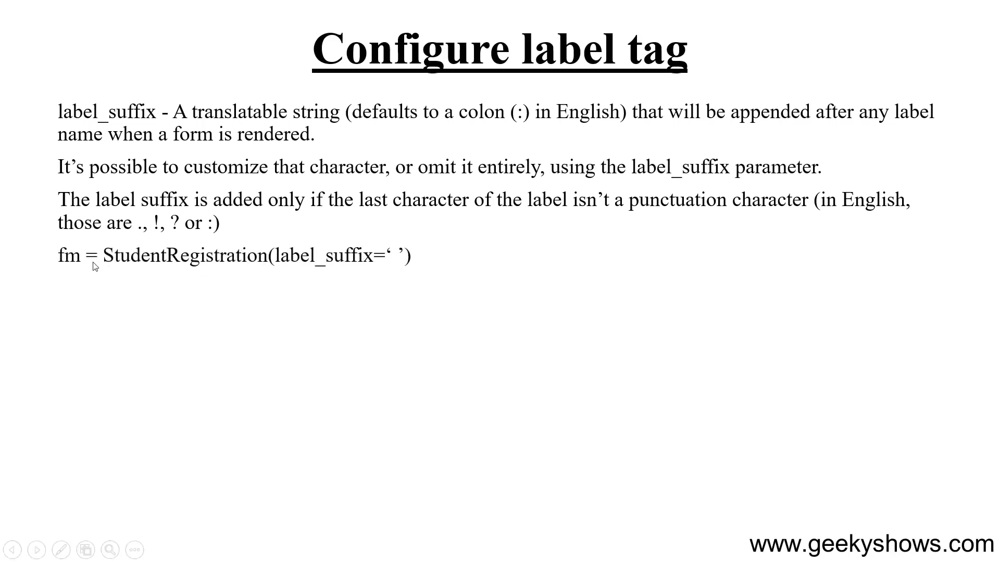 Configure label tag
label_suffix - A translatable string (defaults to a colon (:) in English) that will be appended after any label
name when a form is rendered.
It’s possible to customize that character, or omit it entirely, using the label_suffix parameter.
The label suffix is added only if the last character of the label isn’t a punctuation character (in English,
those are ., !, ? or :)
fm = StudentRegistration(label_suffix=‘ ’)
www.geekyshows.com